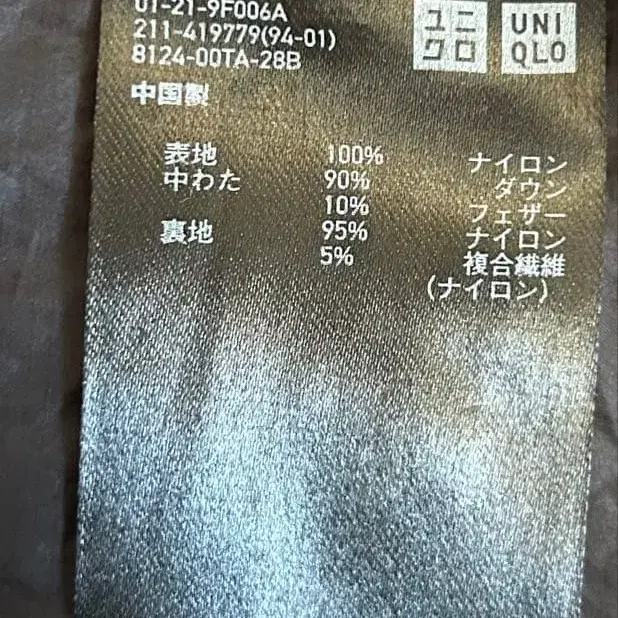 01-21-9F006A
211-419779(94-01)
8124-00TA-28B
ユニ UNI
クロ QLO
中国製
表地 100% ナイロン
中わた 90% ダウン
10% フェザー
裏地 95% ナイロン
5% 複合繊維
(ナイロン)